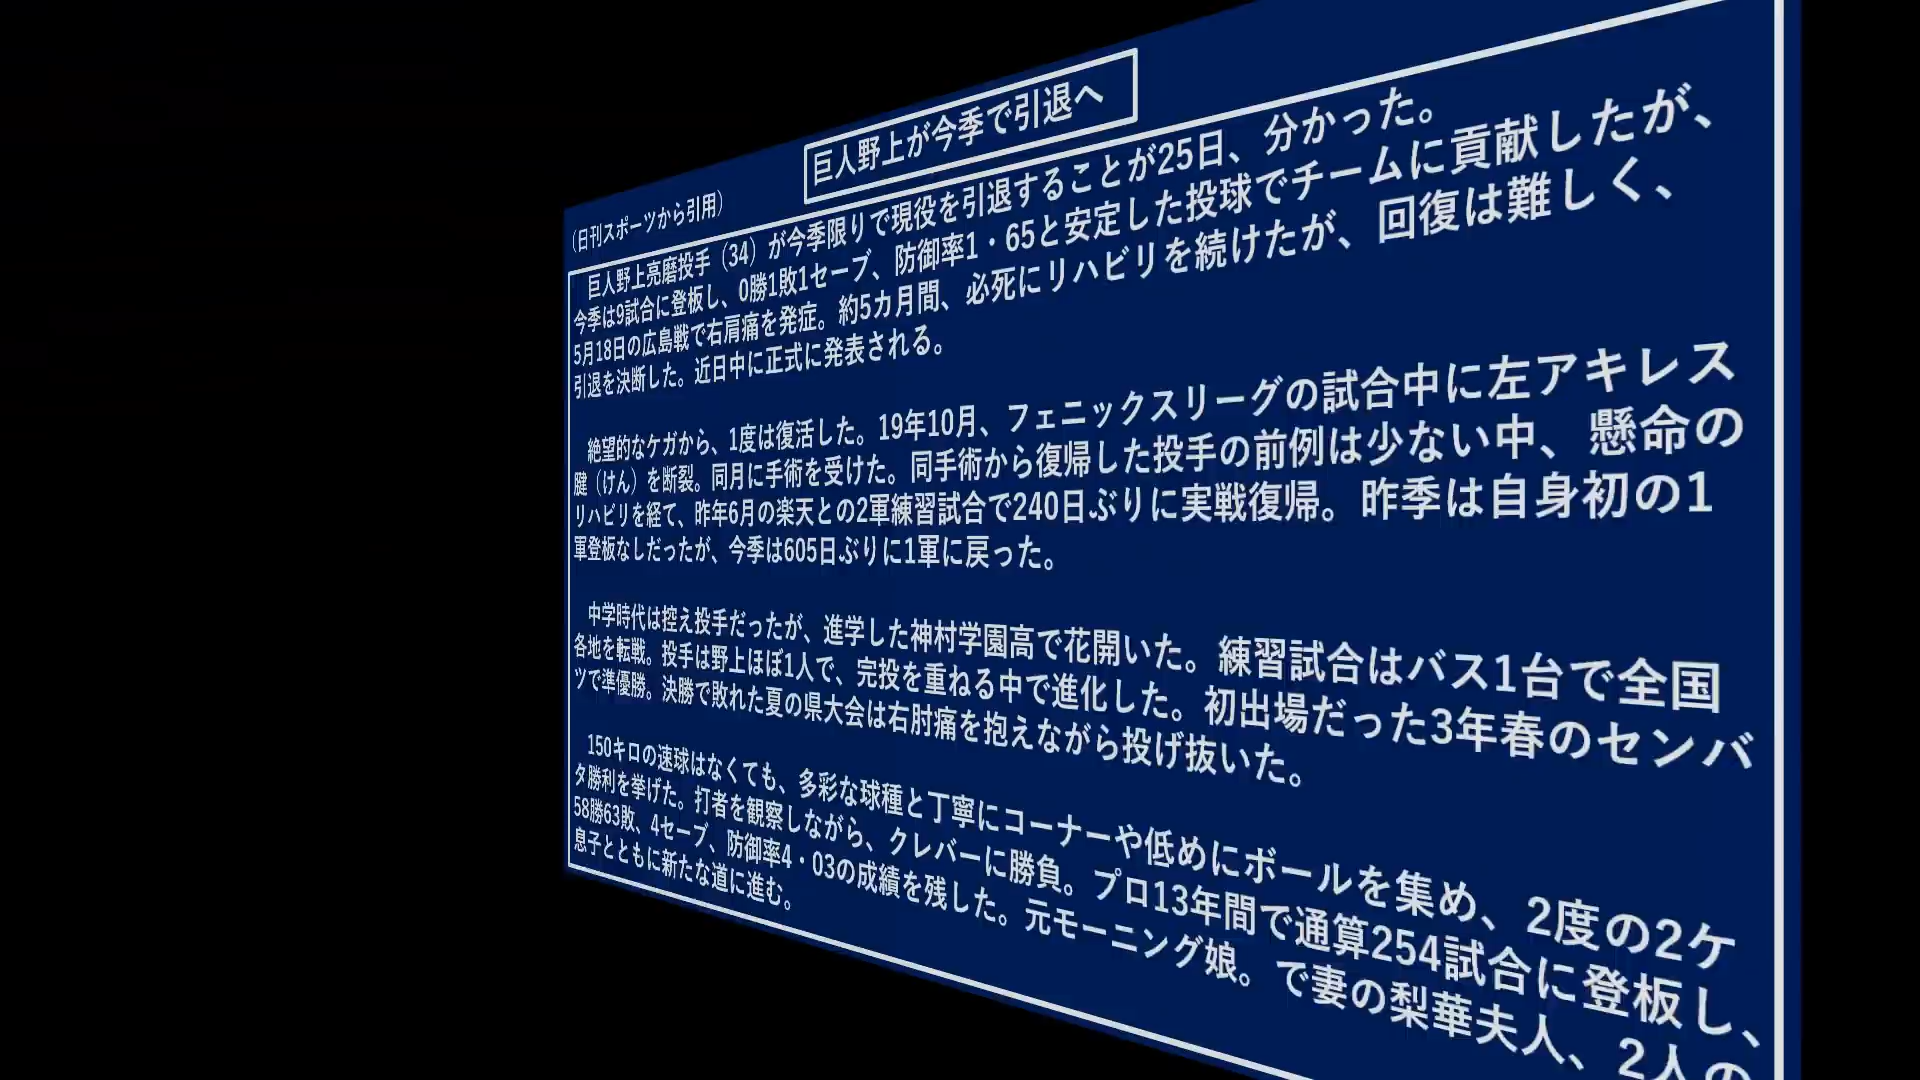 巨人野上が今季で引退へ
（日刊スポーツから引用）
巨人野上亮磨投手（34）が今季限りで現役を引退することが25日、分かった。
今季は9試合に登板し、0勝1敗1セーブ、防御率1・65と安定した投球でチームに貢献したが、
5月18日の広島戦で右肩痛を発症。約5カ月間、必死にリハビリを続けたが、回復は難しく、
引退を決断した。近日中に正式に発表される。
絶望的なケガから、1度は復活した。19年10月、フェニックスリーグの試合中に左アキレス
腱（けん）を断裂。同月に手術を受けた。同手術から復帰した投手の前例は少ない中、懸命の
リハビリを経て、昨年6月の楽天との2軍練習試合で240日ぶりに実戦復帰。昨季は自身初の1
軍登板なしだったが、今季は605日ぶりに1軍に戻った。
中学時代は控え投手だったが、進学した神村学園高で花開いた。練習試合はバス1台で全国
各地を転戦。投手は野上ほぼ1人で、完投を重ねる中で進化した。初出場だった3年春のセンバ
ツで準優勝。決勝で敗れた夏の県大会は右肘痛を抱えながら投げ抜いた。
150キロの速球はなくても、多彩な球種と丁寧にコーナーや低めにボールを集め、2度の2ケ
タ勝利を挙げた。打者を観察しながら、クレバーに勝負。プロ13年間で通算254試合に登板し、
58勝63敗、4セーブ、防御率4・03の成績を残した。元モーニング娘。で妻の梨華夫人、2人の
息子とともに新たな道に進む。